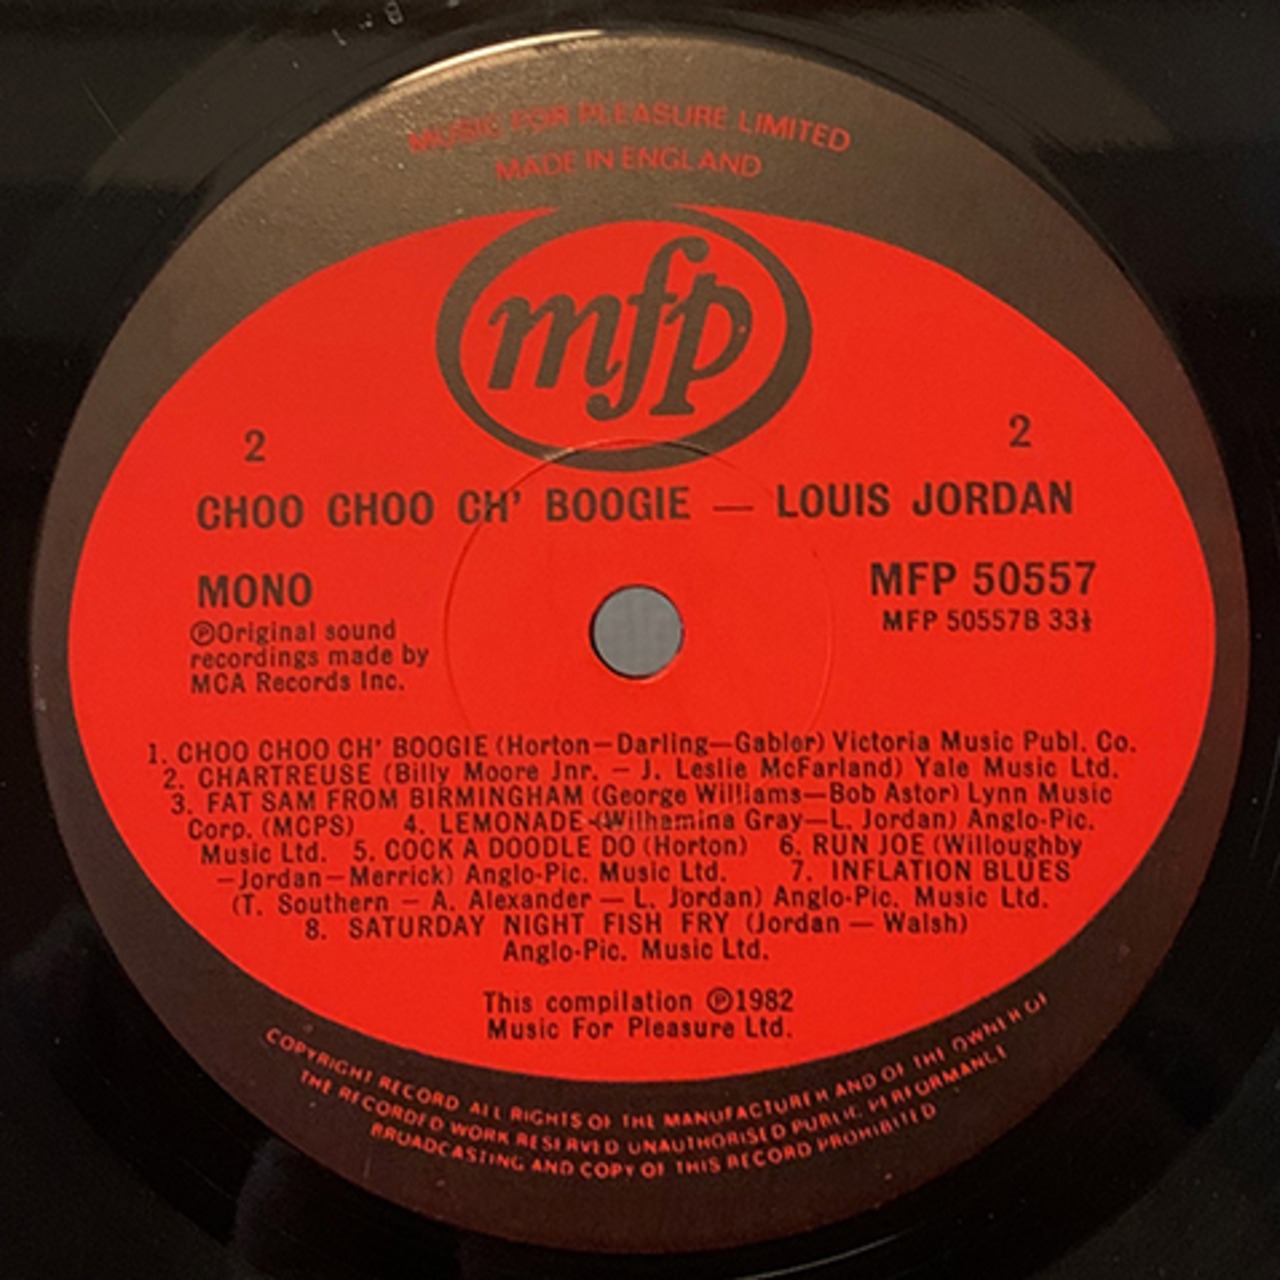 MUSIC FOR PLEASURE LIMITED
MADE IN ENGLAND
mfp
2 2
CHOO CHOO CH' BOOGIE — LOUIS JORDAN
MONO MFP 50557
ⓅOriginal sound MFP 50557B 33⅓
recordings made by
MCA Records Inc.
1. CHOO CHOO CH' BOOGIE (Horton—Darling—Gabler) Victoria Music Publ. Co.
2. CHARTREUSE (Billy Moore Jnr. — J. Leslie McFarland) Yale Music Ltd.
3. FAT SAM FROM BIRMINGHAM (George Williams—Bob Astor) Lynn Music
Corp. (MCPS) 4. LEMONADE (Wilhamina Gray—L. Jordan) Anglo-Pic.
Music Ltd. 5. COCK A DOODLE DO (Horton) 6. RUN JOE (Willoughby
—Jordan—Merrick) Anglo-Pic. Music Ltd. 7. INFLATION BLUES
(T. Southern — A. Alexander — L. Jordan) Anglo-Pic. Music Ltd.
8. SATURDAY NIGHT FISH FRY (Jordan — Walsh)
Anglo-Pic. Music Ltd.
This compilation Ⓟ1982
Music For Pleasure Ltd.
COPYRIGHT RECORD ALL RIGHTS OF THE MANUFACTURER AND OF THE OWNER OF
THE RECORDED WORK RESERVED UNAUTHORISED PUBLIC PERFORMANCE
BROADCASTING AND COPY OF THIS RECORD PROHIBITED